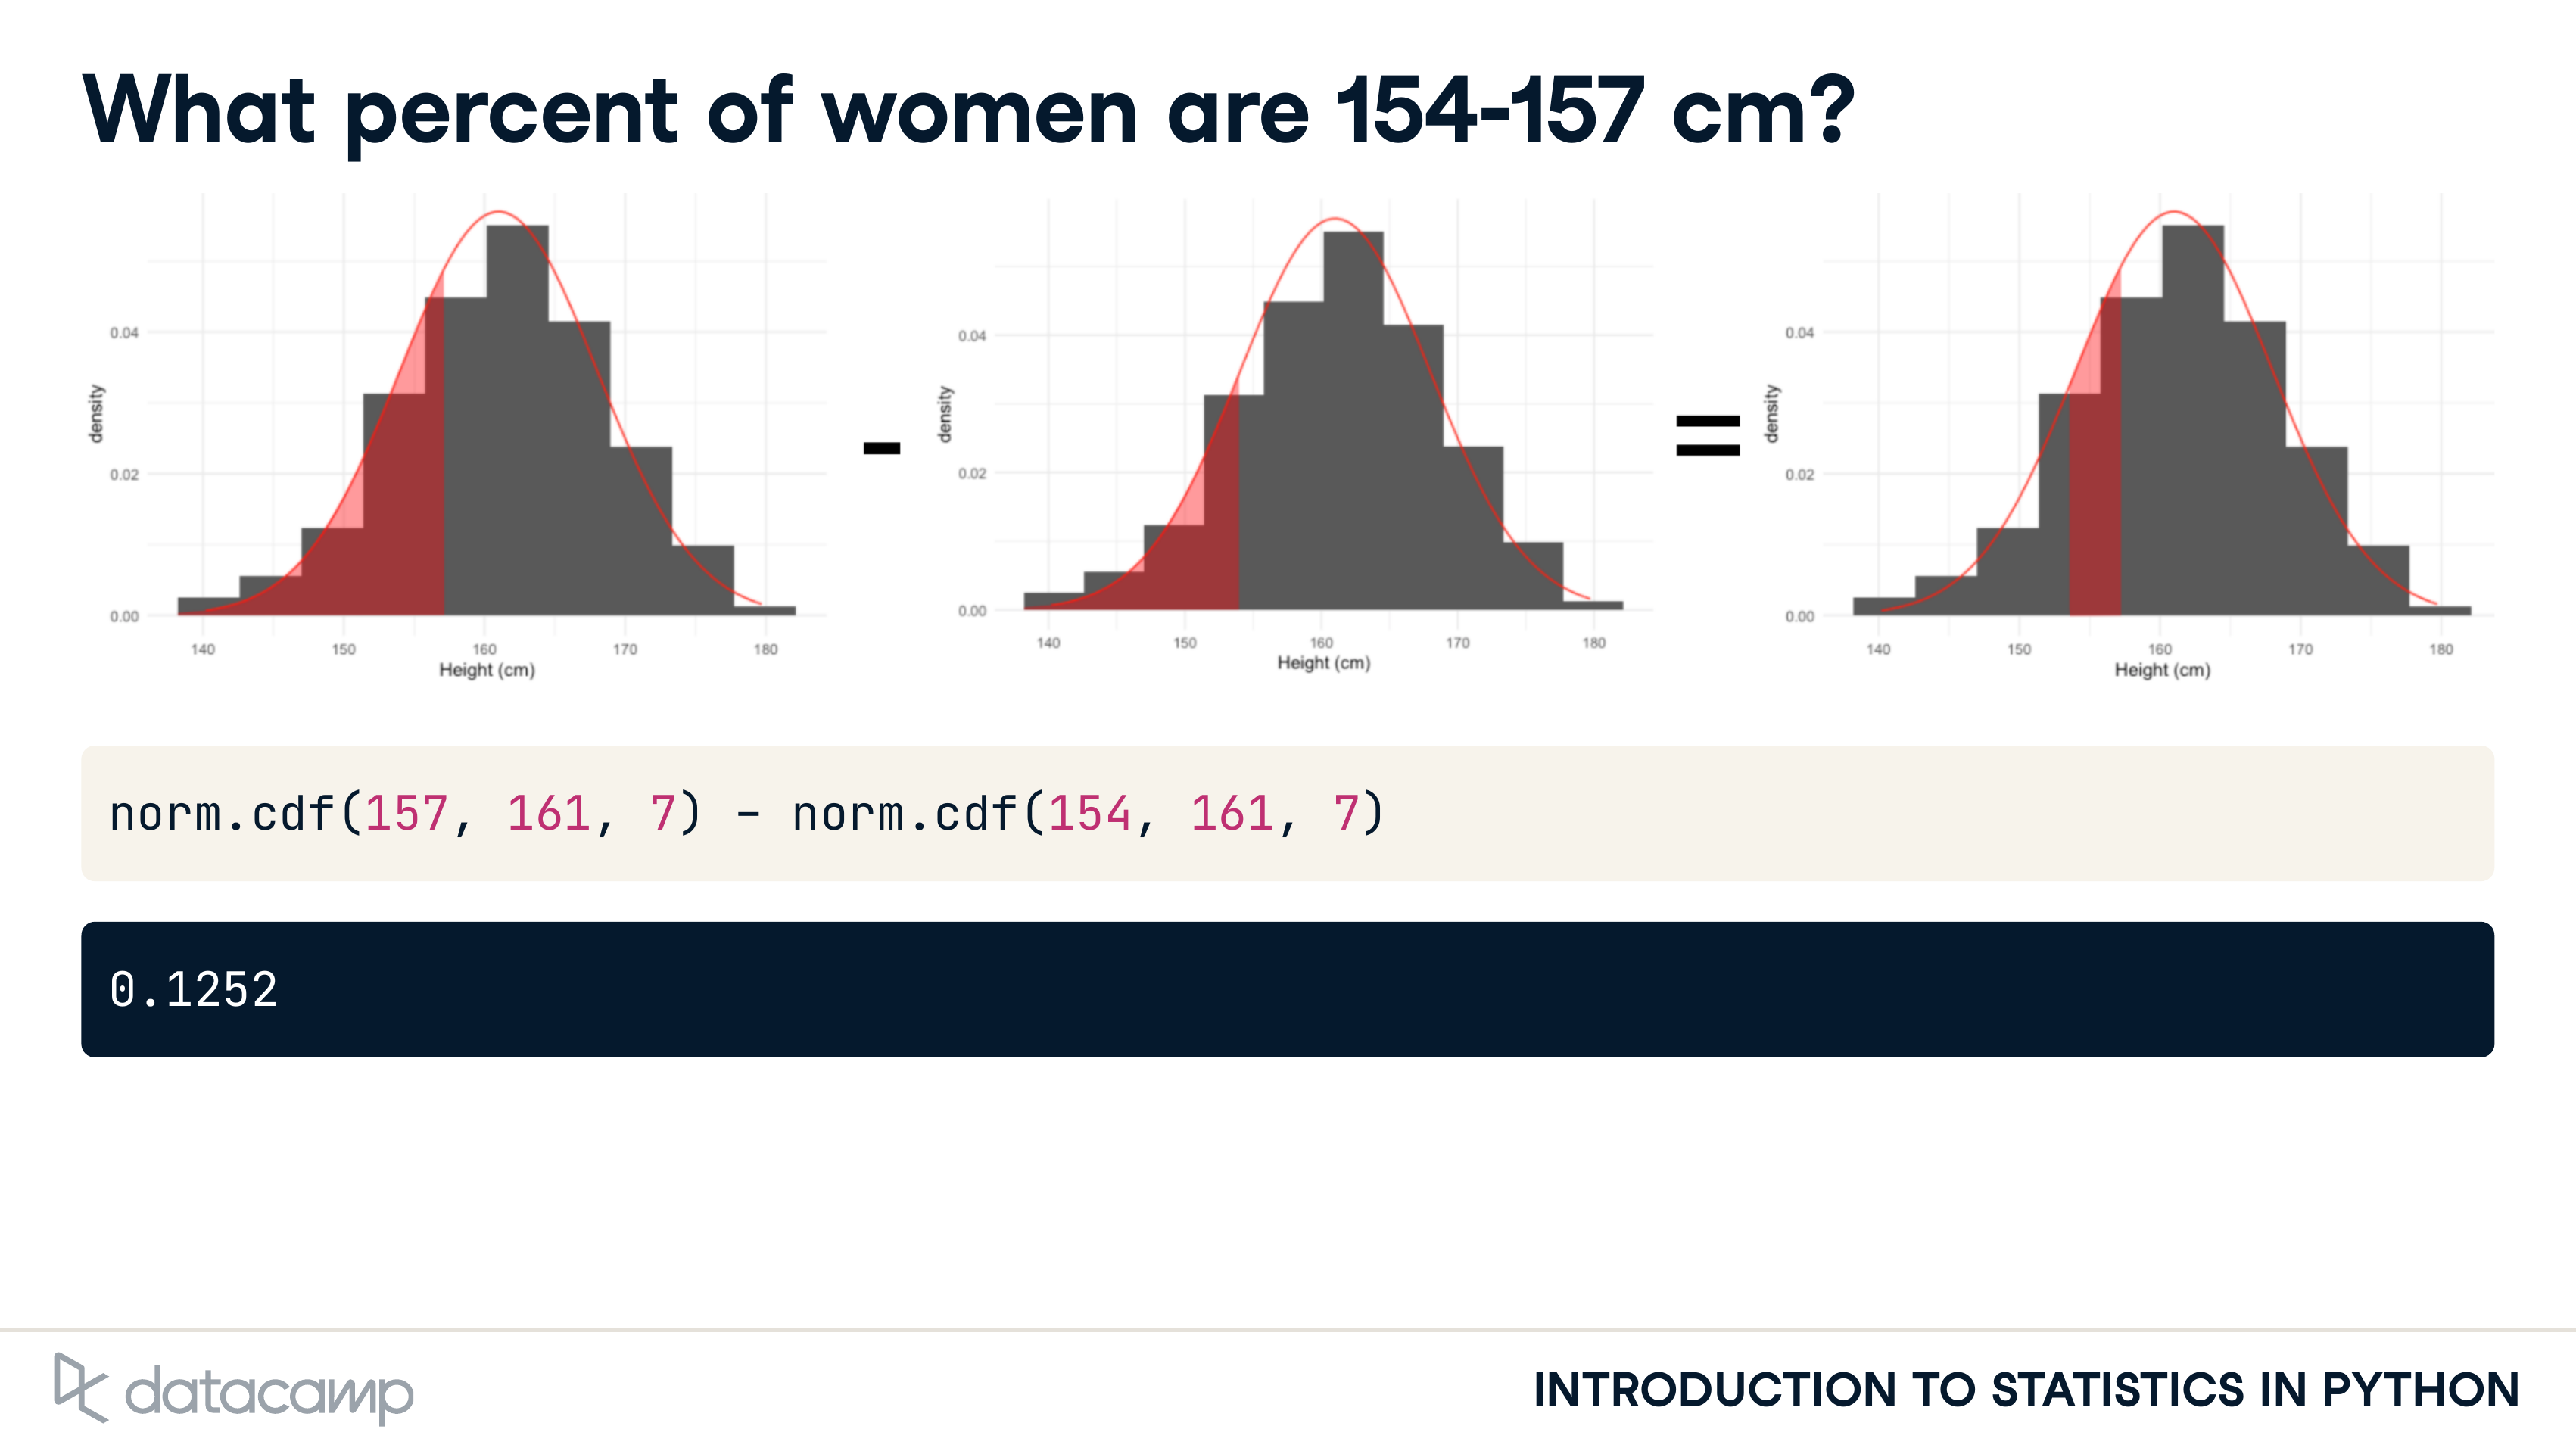 What percent of women are 154-157 cm?
density
0.04
0.02
0.00
140 150 160 170 180
Height (cm)
-
density
0.04
0.02
0.00
140 150 160 170 180
Height (cm)
=
density
0.04
0.02
0.00
140 150 160 170 180
Height (cm)
norm.cdf(157, 161, 7) - norm.cdf(154, 161, 7)
0.1252
datacamp
INTRODUCTION TO STATISTICS IN PYTHON